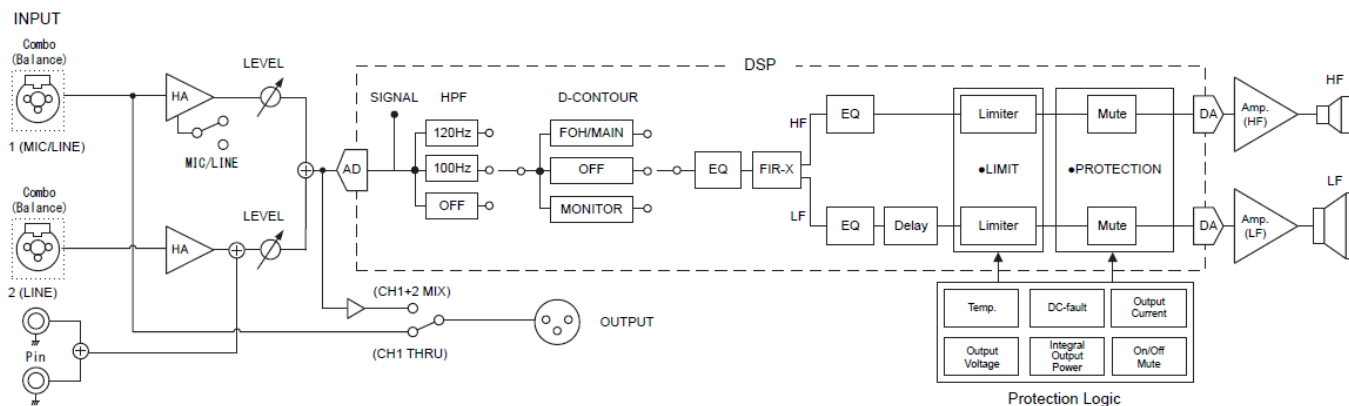 INPUT
Combo
(Balance)
1 (MIC/LINE)
HA
MIC/LINE
LEVEL
Combo
(Balance)
2 (LINE)
HA
LEVEL
Pin
AD
DSP
SIGNAL
HPF
120Hz
100Hz
OFF
D-CONTOUR
FOH/MAIN
OFF
MONITOR
EQ
FIR-X
HF
EQ
LF
EQ
Delay
Limiter
●LIMIT
Limiter
Mute
●PROTECTION
Mute
DA
Amp.
(HF)
HF
DA
Amp.
(LF)
LF
(CH1+2 MIX)
(CH1 THRU)
OUTPUT
Temp.
DC-fault
Output
Current
Output
Voltage
Integral
Output
Power
On/Off
Mute
Protection Logic